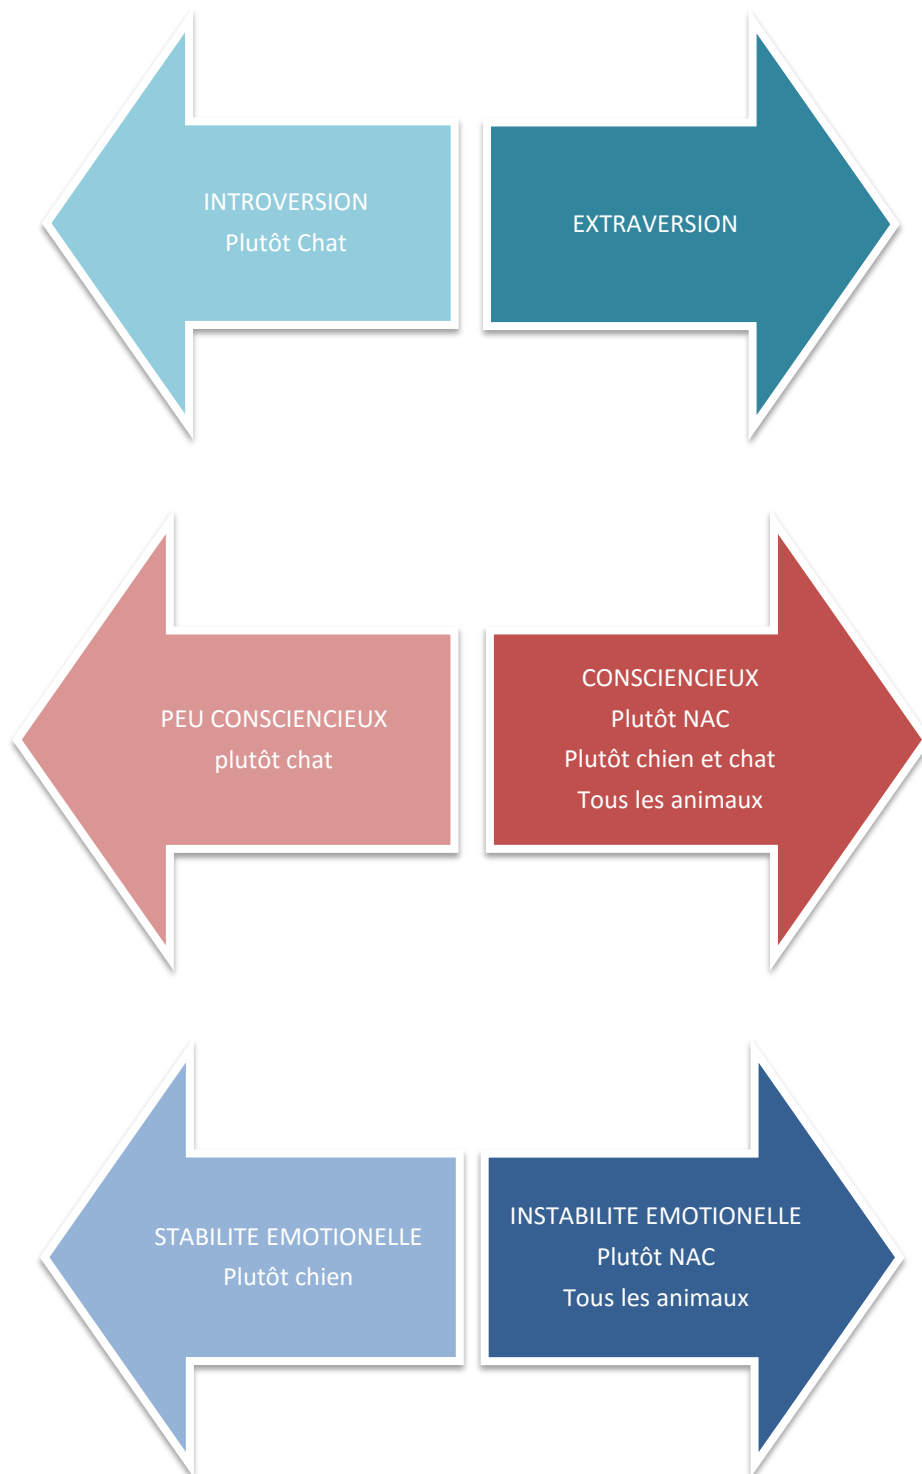 INTROVERSION
Plutôt Chat
EXTRAVERSION
PEU CONSCIENCIEUX
plutôt chat
CONSCIENCIEUX
Plutôt NAC
Plutôt chien et chat
Tous les animaux
STABILITE EMOTIONELLE
Plutôt chien
INSTABILITE EMOTIONELLE
Plutôt NAC
Tous les animaux